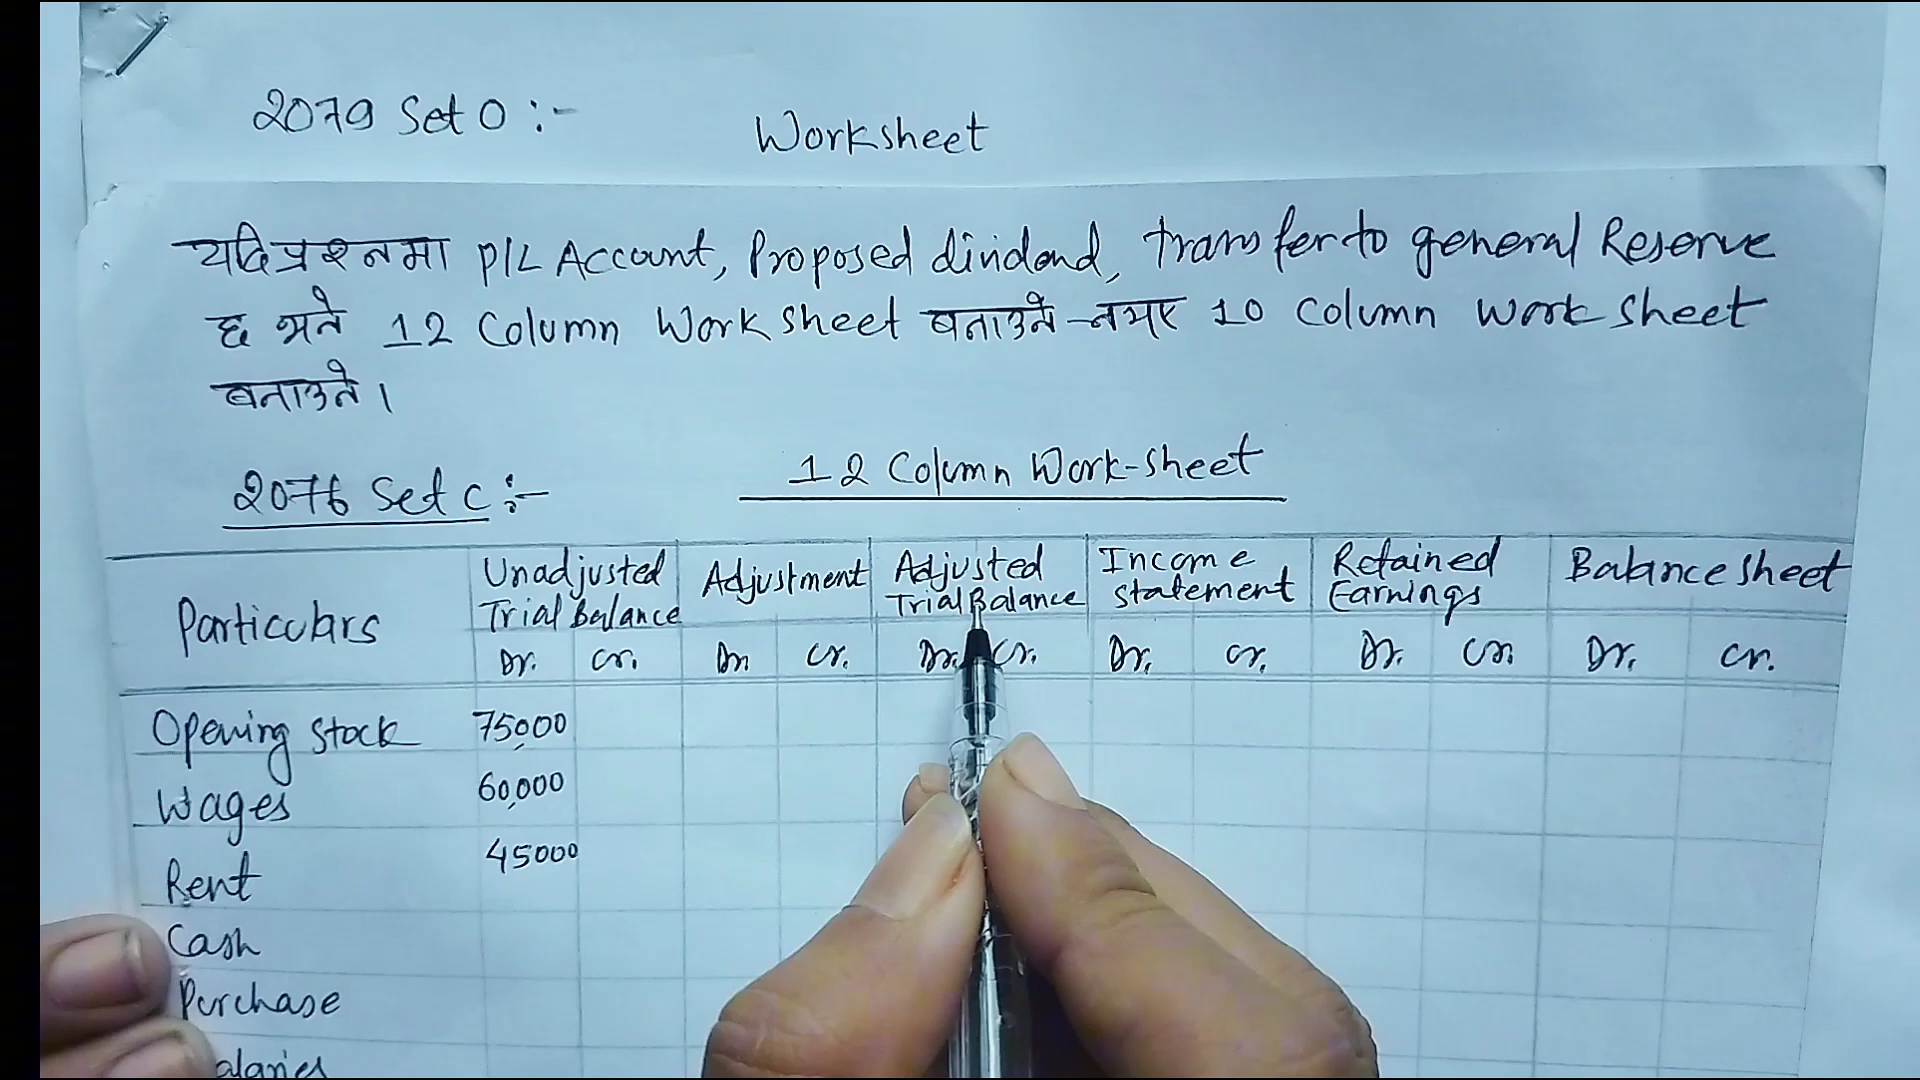 2079 Set O :-
Worksheet
यदि प्रश्नमा P/L Account, Proposed dividend, transfer to general Reserve
छ भने 12 Column Work sheet बनाउने नभए 10 column work sheet
बनाउने।
2076 Set C :-
12 Column Work-sheet
Particulars
Unadjusted Trial Balance
Adjustment
Adjusted Trial Balance
Income statement
Retained Earnings
Balance sheet
Dr. Cr. Dr. Cr. Dr. Cr. Dr. Cr. Dr. Cr. Dr. Cr.
Opening stock 75,000
Wages 60,000
Rent 45000
Cash
Purchase
alaries